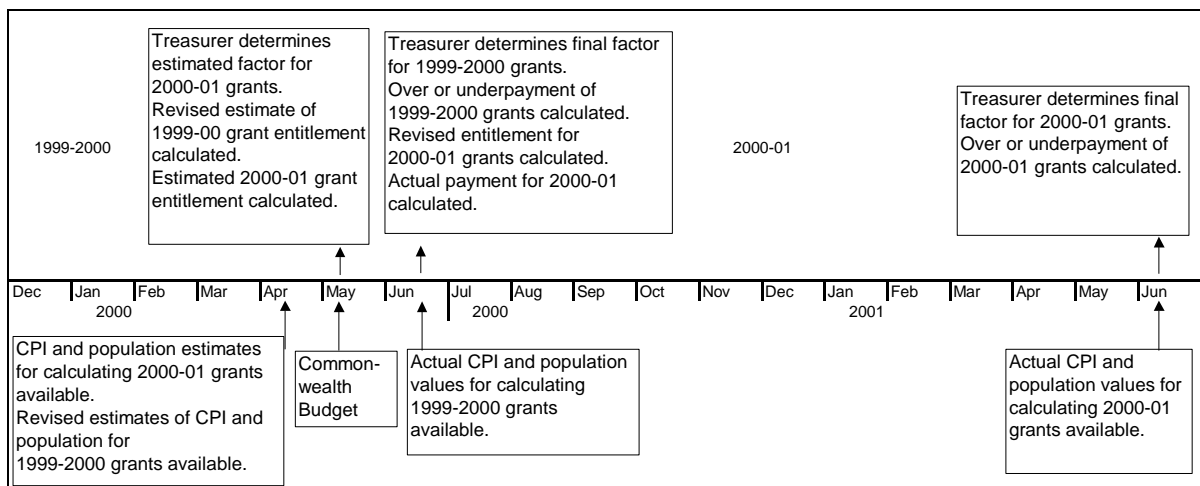 Treasurer determines
estimated factor for
2000-01 grants.
Revised estimate of
1999-00 grant entitlement
calculated.
Estimated 2000-01 grant
entitlement calculated.
Treasurer determines final factor
for 1999-2000 grants.
Over or underpayment of
1999-2000 grants calculated.
Revised entitlement for
2000-01 grants calculated.
Actual payment for 2000-01
calculated.
Treasurer determines final
factor for 2000-01 grants.
Over or underpayment of
2000-01 grants calculated.
1999-2000
2000-01
Dec Jan Feb Mar Apr May Jun Jul Aug Sep Oct Nov Dec Jan Feb Mar Apr May Jun
2000 2000 2001
CPI and population estimates
for calculating 2000-01 grants
available.
Revised estimates of CPI and
population for
1999-2000 grants available.
Common-
wealth
Budget
Actual CPI and population
values for calculating
1999-2000 grants
available.
Actual CPI and
population values for
calculating 2000-01
grants available.